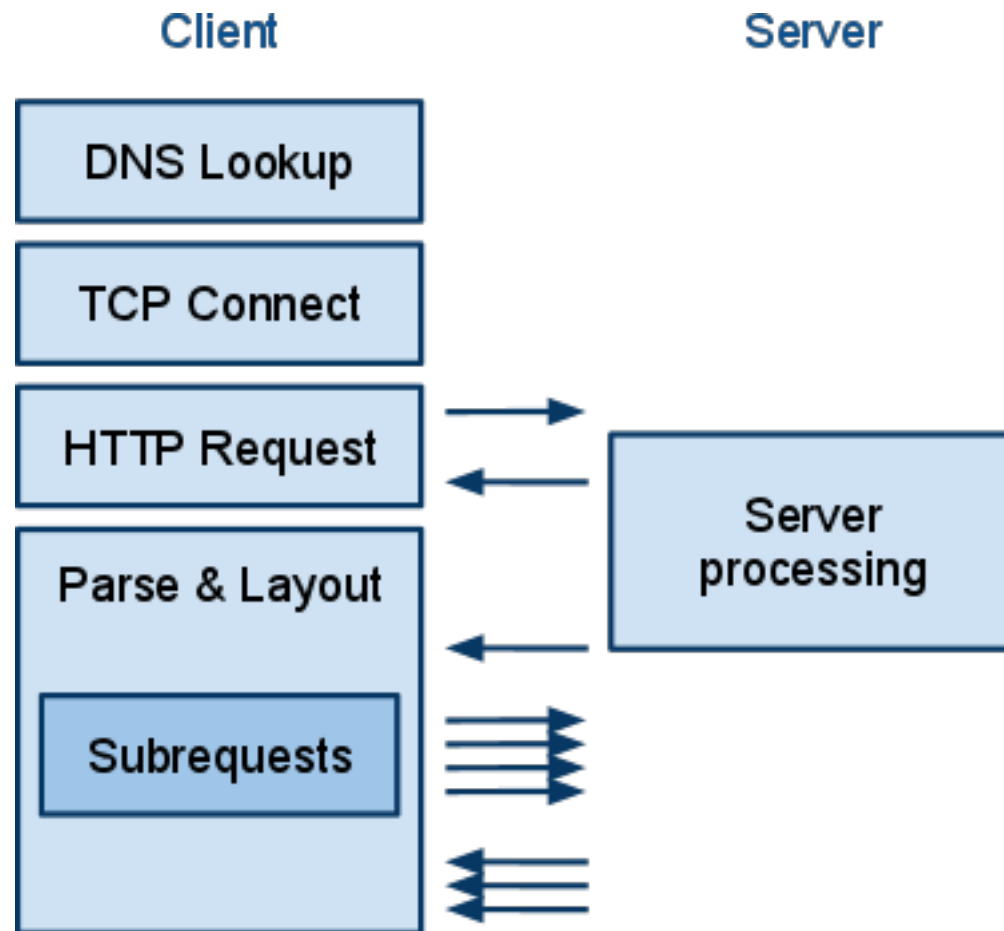 Client
Server
DNS Lookup
TCP Connect
HTTP Request
Server
processing
Parse & Layout
Subrequests